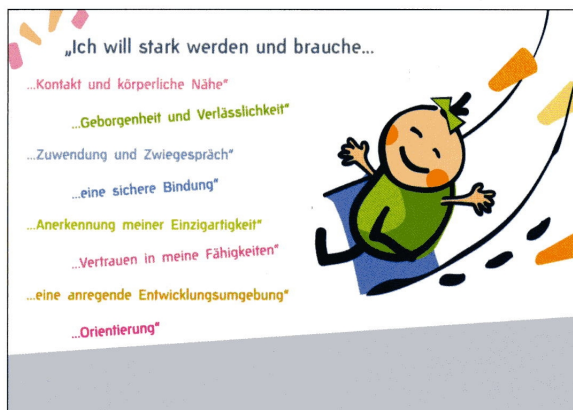 „Ich will stark werden und brauche...
...Kontakt und körperliche Nähe"
...Geborgenheit und Verlässlichkeit"
...Zuwendung und Zwiegespräch"
...eine sichere Bindung"
...Anerkennung meiner Einzigartigkeit"
...Vertrauen in meine Fähigkeiten"
...eine anregende Entwicklungsumgebung"
...Orientierung"